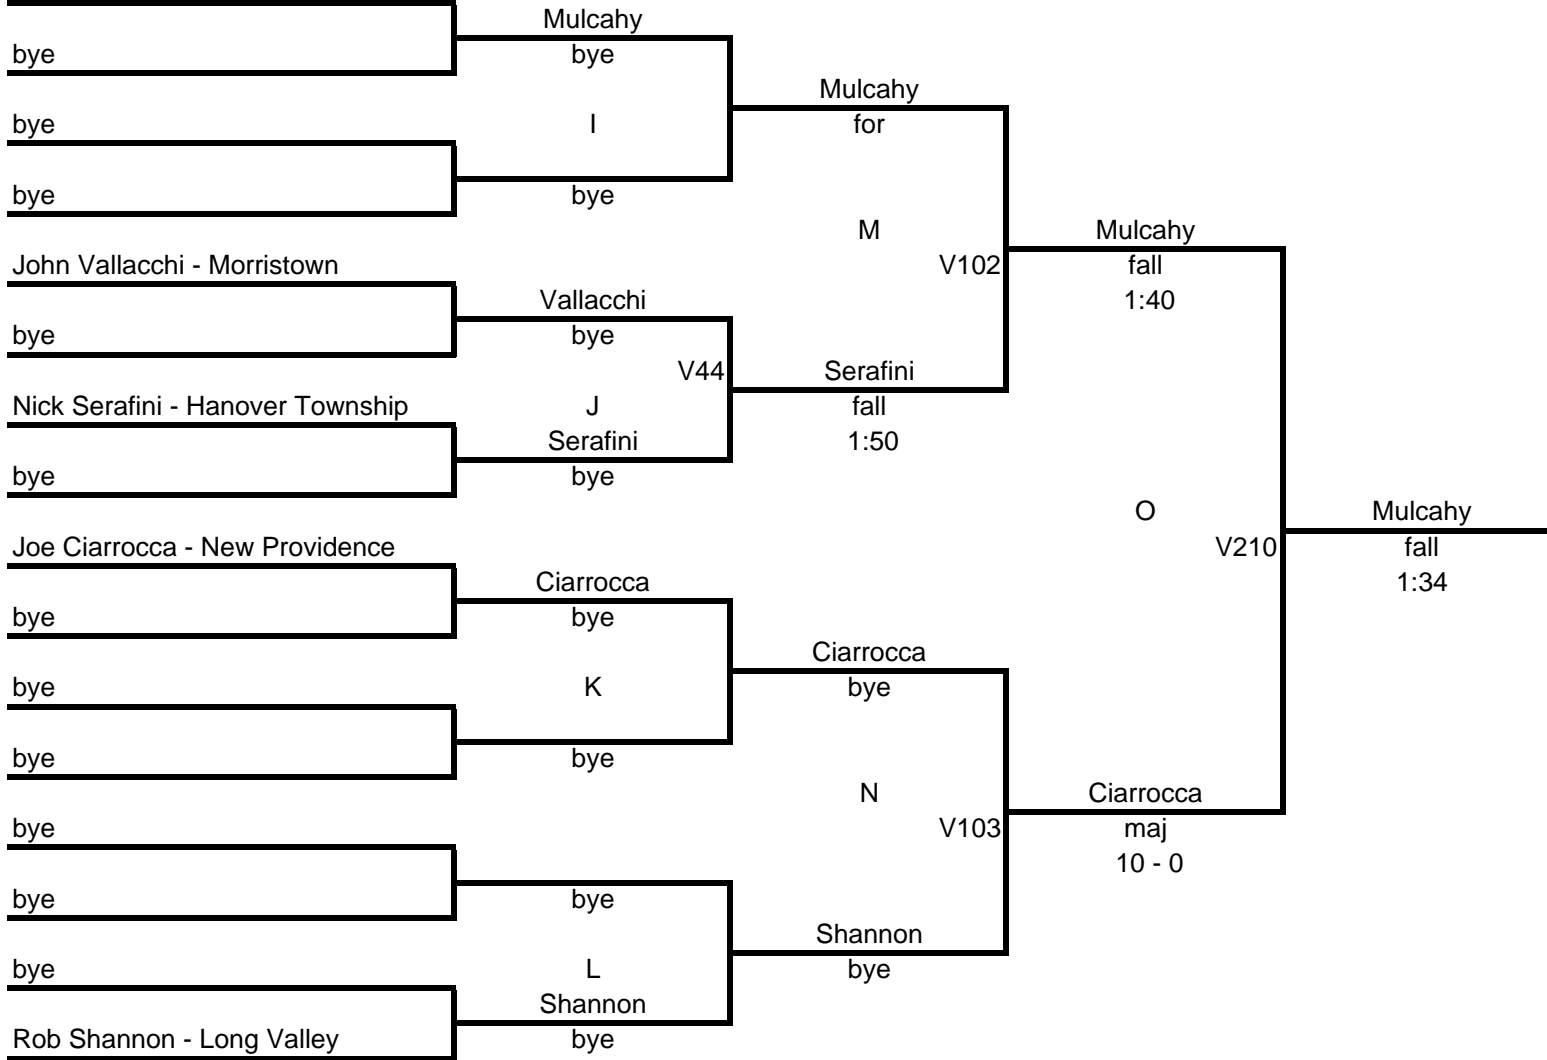 Mulcahy
bye
bye
Mulcahy
bye
I
for
bye
bye
M
Mulcahy
John Vallacchi - Morristown
V102
fall
Vallacchi
1:40
bye
bye
V44
Serafini
Nick Serafini - Hanover Township
J
fall
Serafini
1:50
bye
bye
O
Mulcahy
Joe Ciarrocca - New Providence
V210
fall
Ciarrocca
1:34
bye
bye
Ciarrocca
bye
K
bye
bye
bye
N
Ciarrocca
bye
V103
maj
10 - 0
bye
bye
Shannon
bye
L
bye
Shannon
Rob Shannon - Long Valley
bye